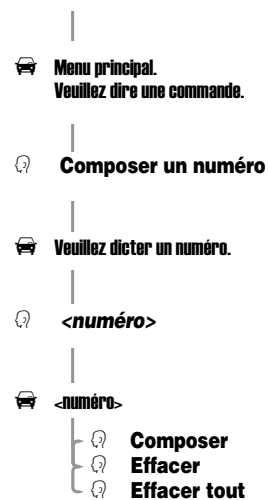 Menu principal.
Veuillez dire une commande.
Composer un numéro
Veuillez dicter un numéro.
<numéro>
<numéro>
Composer
Effacer
Effacer tout